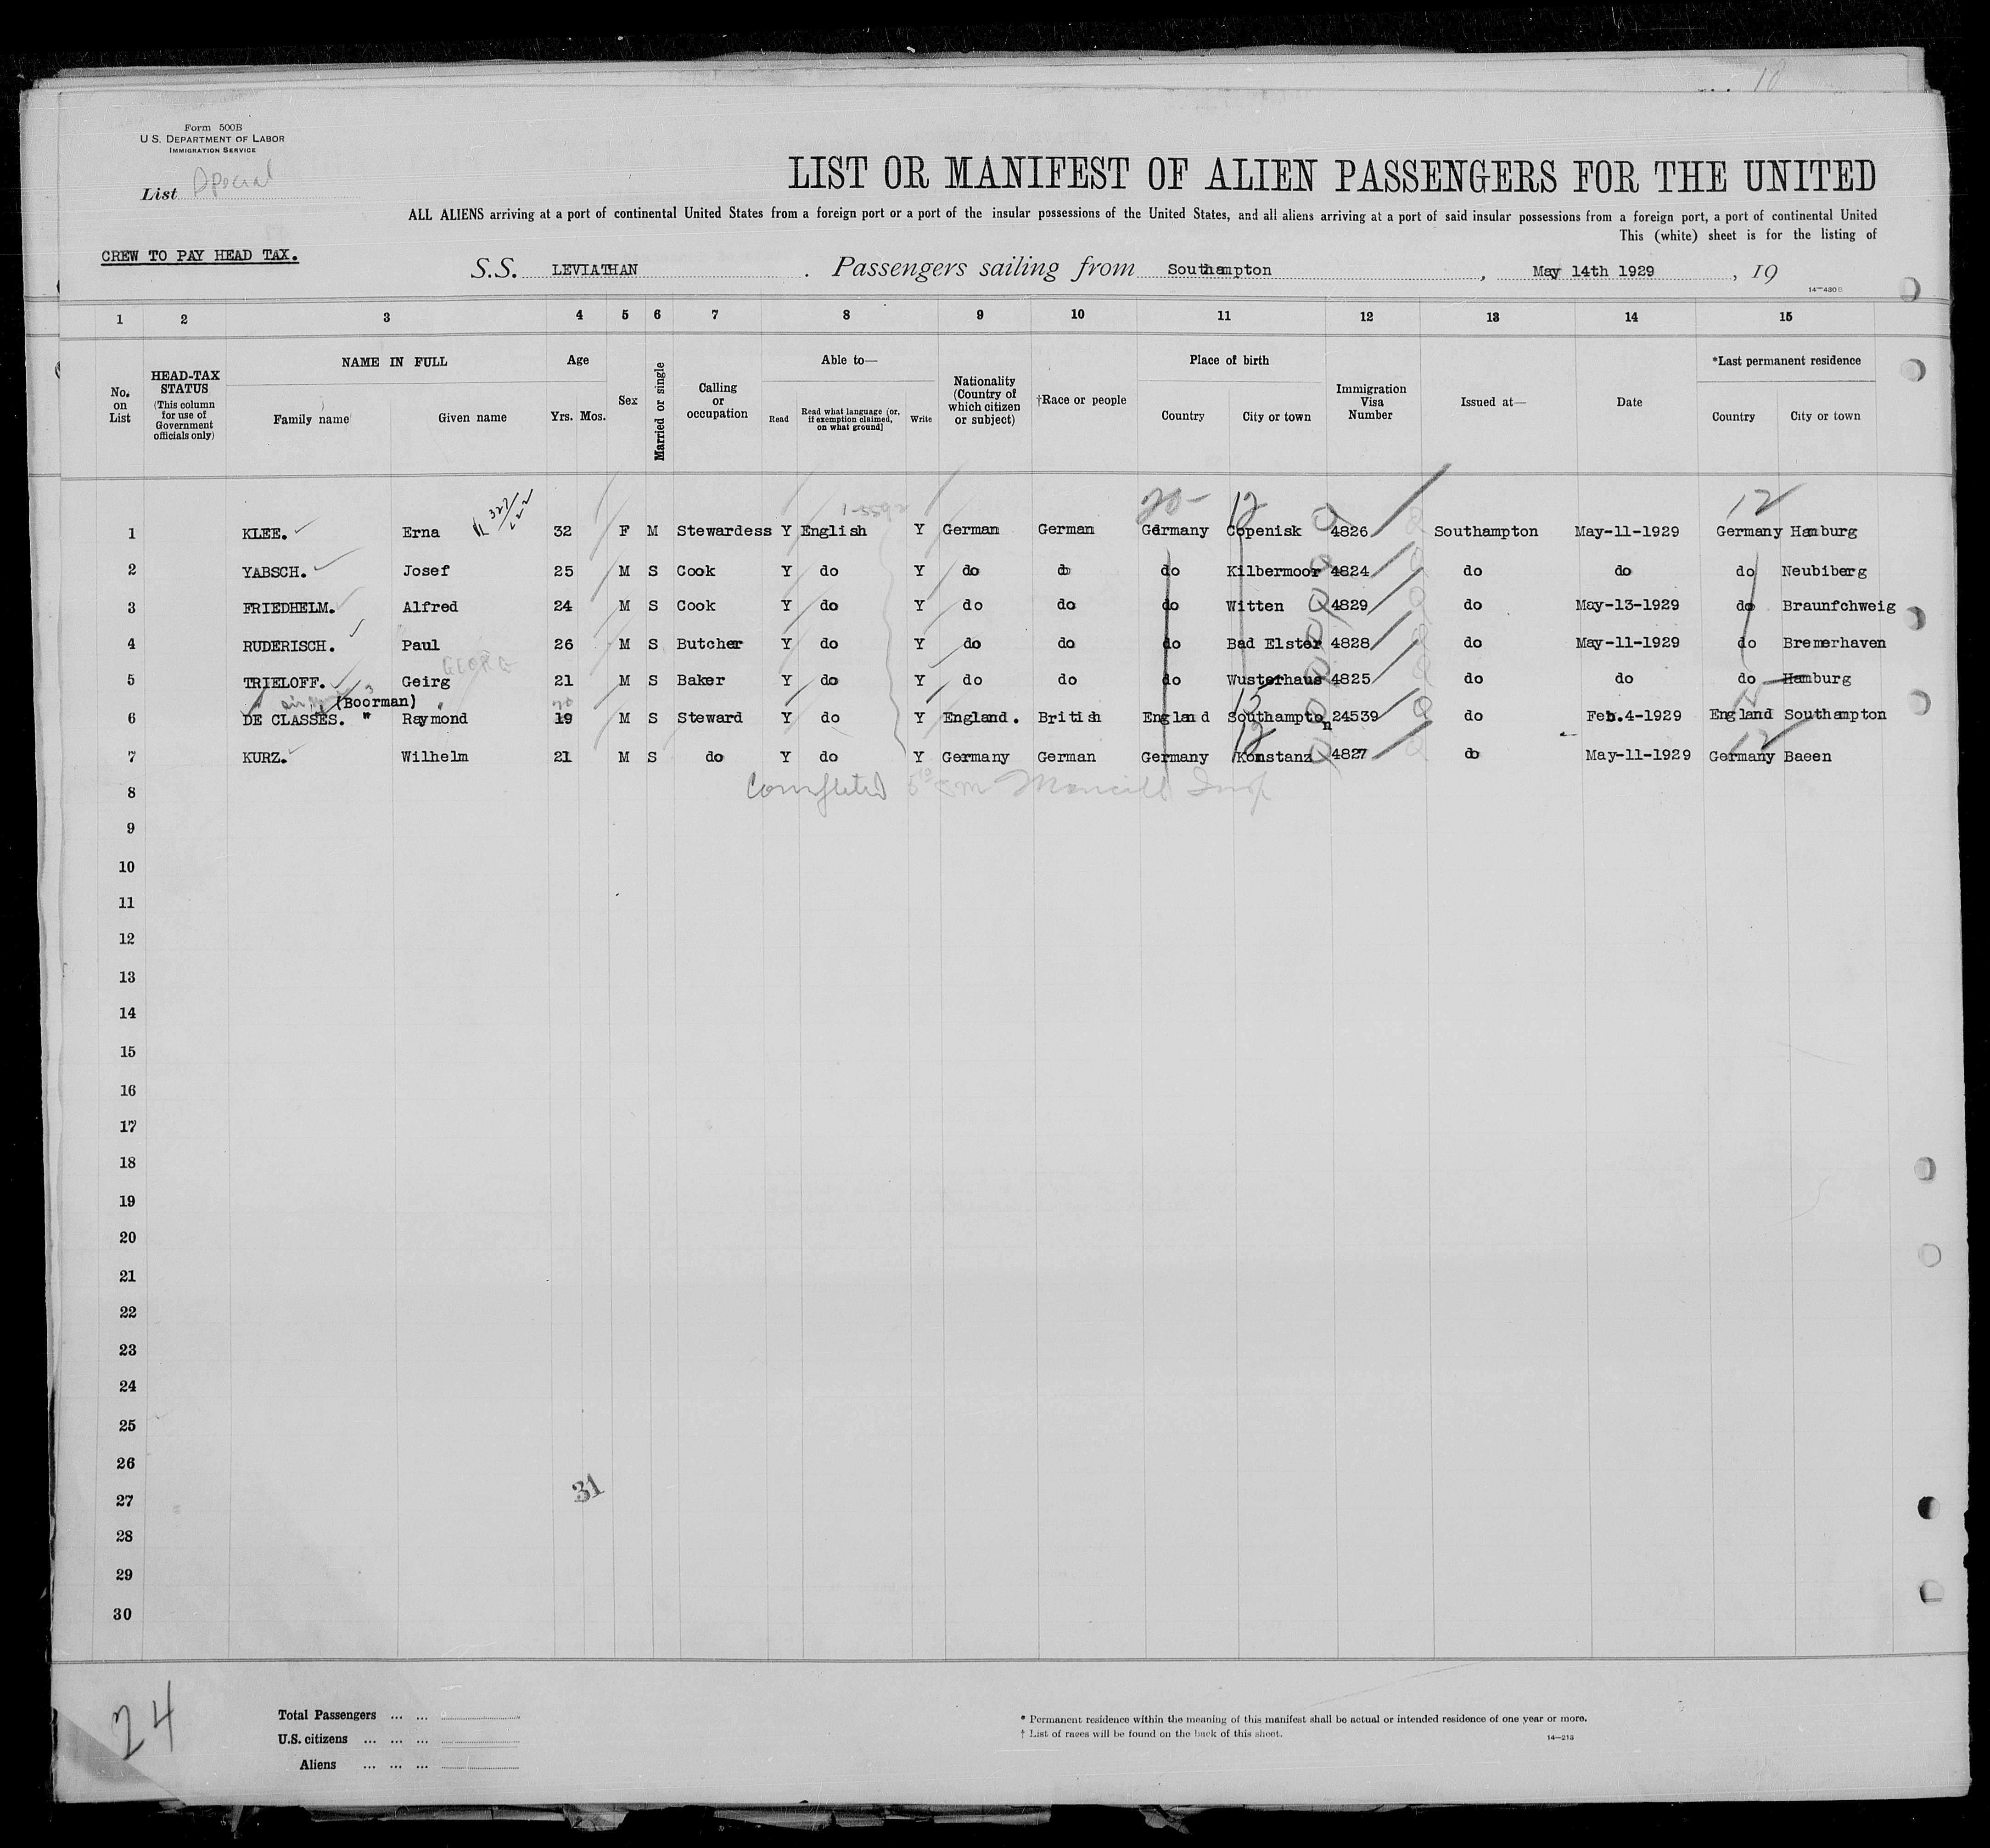 10
Form 500B
U.S. DEPARTMENT OF LABOR
IMMIGRATION SERVICE
List Special
LIST OR MANIFEST OF ALIEN PASSENGERS FOR THE UNITED
ALL ALIENS arriving at a port of continental United States from a foreign port or a port of the insular possessions of the United States, and all aliens arriving at a port of said insular possessions from a foreign port, a port of continental United
This (white) sheet is for the listing of
CREW TO PAY HEAD TAX.
S.S. LEVIATHAN . Passengers sailing from Southampton , May 14th 1929 , 19
14—430 B
1 2 3 4 5 6 7 8 9 10 11 12 13 14 15
No. on List
HEAD-TAX STATUS (This column for use of Government officials only)
NAME IN FULL
Family name Given name
Age
Yrs. Mos.
Sex
Married or single
Calling or occupation
Able to—
Read
Read what language [or, if exemption claimed, on what ground]
Write
Nationality (Country of which citizen or subject)
†Race or people
Place of birth
Country City or town
Immigration Visa Number
Issued at—
Date
*Last permanent residence
Country City or town
20- 12 12
1 KLEE. Erna 32 F M Stewardess Y English Y German German Germany Copenisk 4826 Southampton May-11-1929 Germany Hamburg
2 YABSCH. Josef 25 M S Cook Y do Y do do do Kilbermoor 4824 do do do Neubiberg
3 FRIEDHELM. Alfred 24 M S Cook Y do Y do do do Witten 4829 do May-13-1929 do Braunfchweig
4 RUDERISCH. Paul 26 M S Butcher Y do Y do do do Bad Elster 4828 do May-11-1929 do Bremerhaven
GEORG
5 TRIELOFF. Geirg 21 M S Baker Y do Y do do do Wusterhaus 4825 do do do Hamburg
(Boorman)
6 DE CLASSES. " Raymond 19 M S Steward Y do Y England. British England Southampton 24539 do Feb.4-1929 England Southampton
12 12
7 KURZ. Wilhelm 21 M S do Y do Y Germany German Germany Konstanz 4827 do May-11-1929 Germany Baeen
8 Completed
9
10
11
12
13
14
15
16
17
18
19
20
21
22
23
24
25
26
31
27
28
29
30
24
Total Passengers ... ...
U.S. citizens ... ... ...
Aliens ... ... ...
* Permanent residence within the meaning of this manifest shall be actual or intended residence of one year or more.
† List of races will be found on the back of this sheet.
14—213